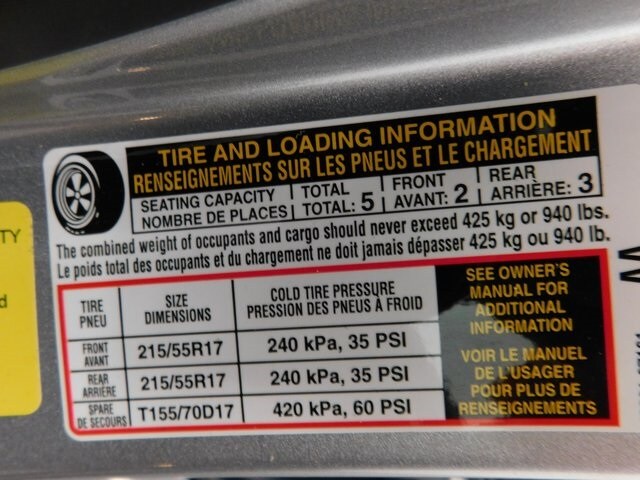 TIRE AND LOADING INFORMATION
RENSEIGNEMENTS SUR LES PNEUS ET LE CHARGEMENT
SEATING CAPACITY TOTAL FRONT REAR
NOMBRE DE PLACES TOTAL: 5 AVANT: 2 ARRIÈRE: 3
The combined weight of occupants and cargo should never exceed 425 kg or 940 lbs.
Le poids total des occupants et du chargement ne doit jamais dépasser 425 kg ou 940 lb.
TIRE SIZE COLD TIRE PRESSURE
PNEU DIMENSIONS PRESSION DES PNEUS À FROID
FRONT
AVANT 215/55R17 240 kPa, 35 PSI
REAR
ARRIÈRE 215/55R17 240 kPa, 35 PSI
SPARE
DE SECOURS T155/70D17 420 kPa, 60 PSI
SEE OWNER'S
MANUAL FOR
ADDITIONAL
INFORMATION
VOIR LE MANUEL
DE L'USAGER
POUR PLUS DE
RENSEIGNEMENTS